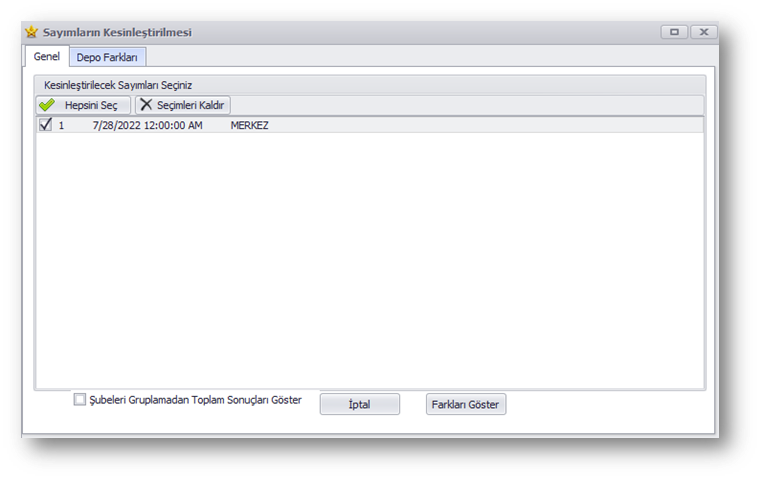 Sayımların Kesinleştirilmesi
Genel Depo Farkları
Kesinleştirilecek Sayımları Seçiniz
Hepsini Seç Seçimleri Kaldır
1 7/28/2022 12:00:00 AM MERKEZ
Şubeleri Gruplamadan Toplam Sonuçları Göster İptal Farkları Göster